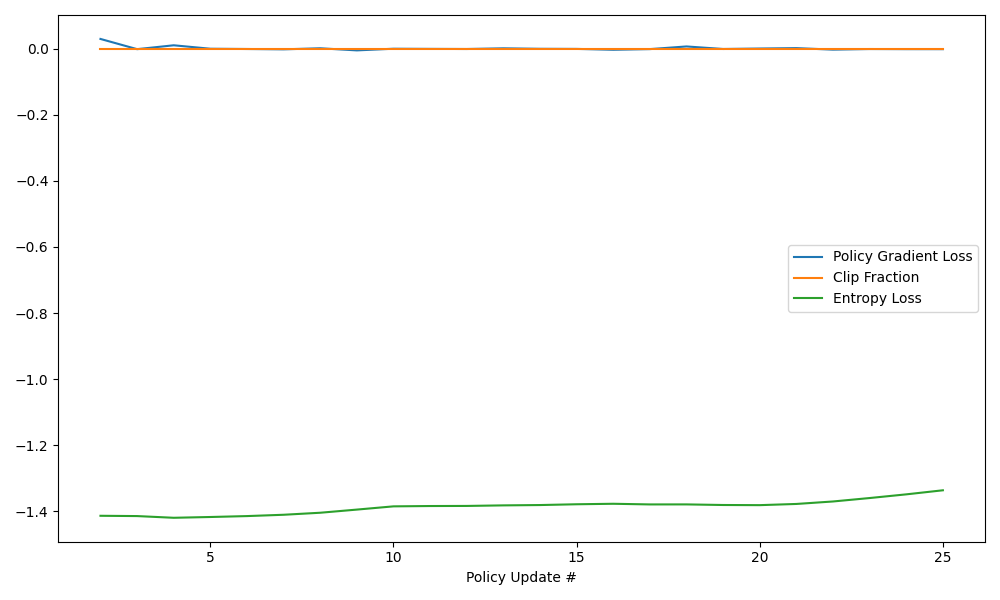 0.0
−0.2
−0.4
−0.6
−0.8
−1.0
−1.2
−1.4
Policy Gradient Loss
Clip Fraction
Entropy Loss
5 10 15 20 25
Policy Update #